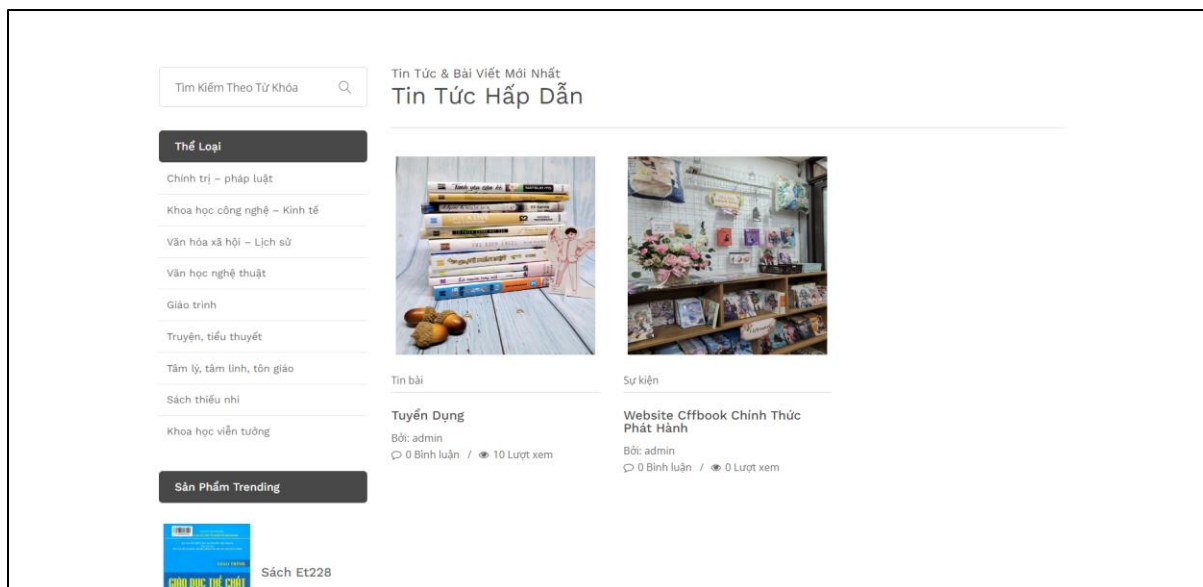 Tìm Kiếm Theo Từ Khóa
Thể Loại
Chính trị – pháp luật
Khoa học công nghệ – Kinh tế
Văn hóa xã hội – Lịch sử
Văn học nghệ thuật
Giáo trình
Truyện, tiểu thuyết
Tâm lý, tâm linh, tôn giáo
Sách thiếu nhi
Khoa học viễn tưởng
Sản Phẩm Trending
GIÁO DỤC THỂ CHẤT
Sách Et228
Tin Tức & Bài Viết Mới Nhất
Tin Tức Hấp Dẫn
Tin bài
Tuyển Dụng
Bởi: admin
0 Bình luận / 10 Lượt xem
Sự kiện
Website Cffbook Chính Thức
Phát Hành
Bởi: admin
0 Bình luận / 0 Lượt xem